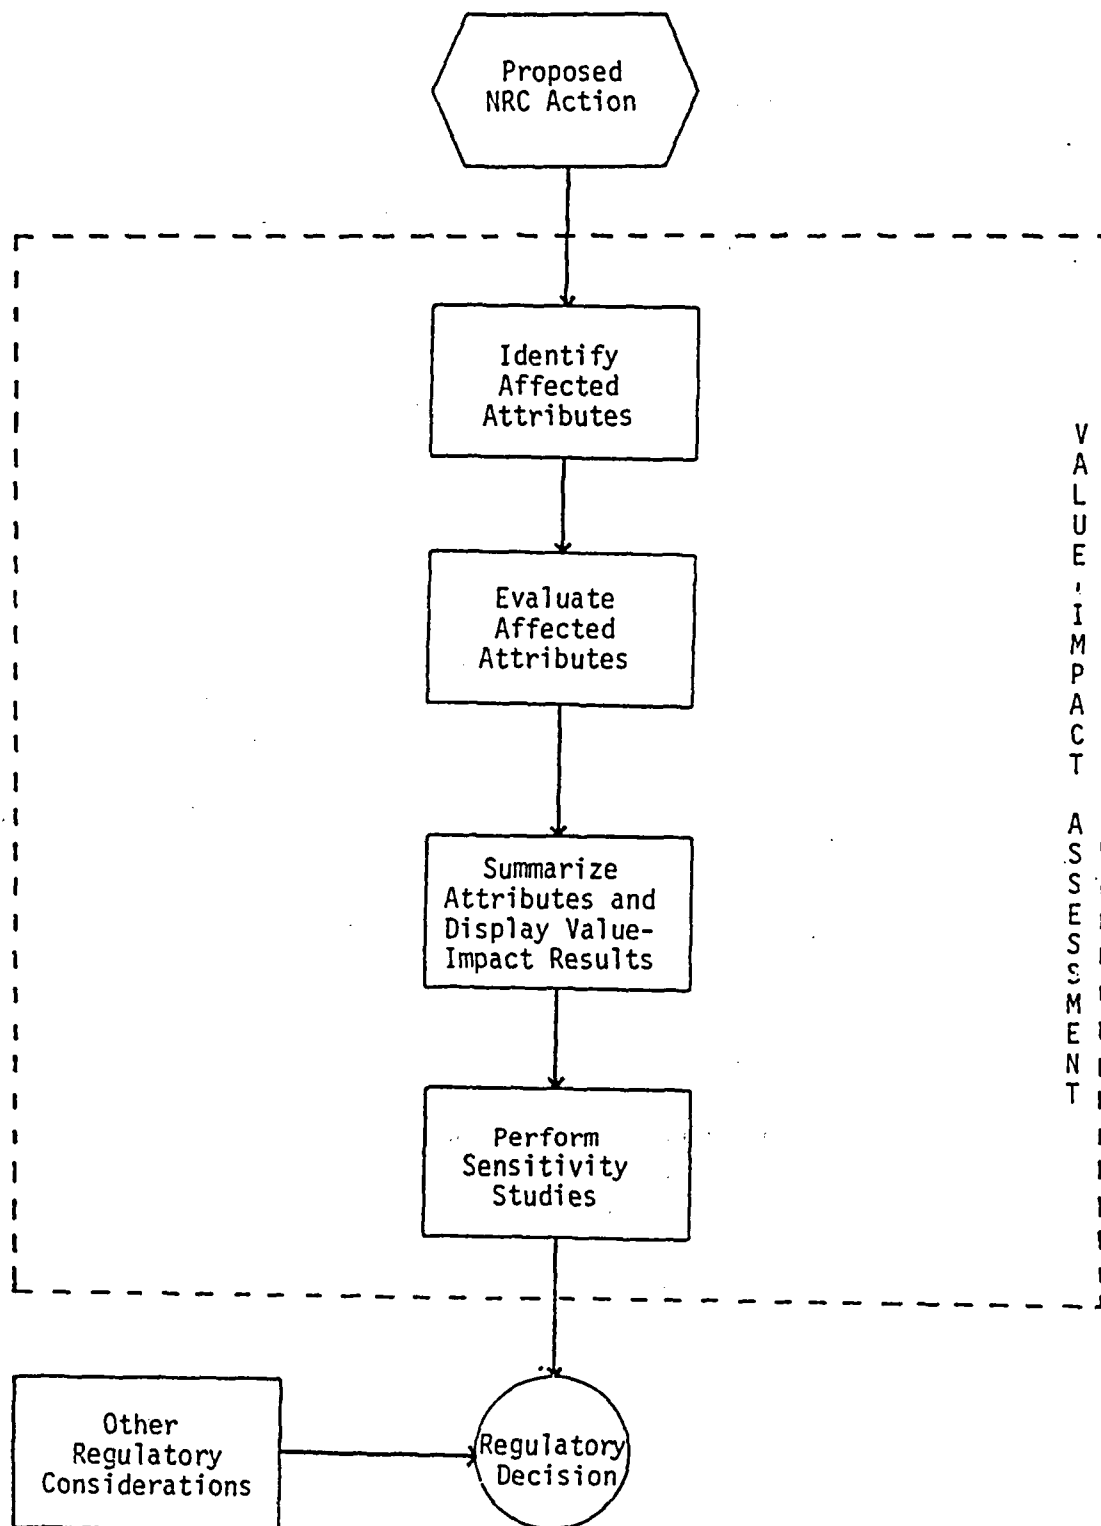 Proposed
NRC Action
Identify
Affected
Attributes
Evaluate
Affected
Attributes
Summarize
Attributes and
Display Value-
Impact Results
Perform
Sensitivity
Studies
VALUE-IMPACT ASSESSMENT
Other
Regulatory
Considerations
Regulatory
Decision